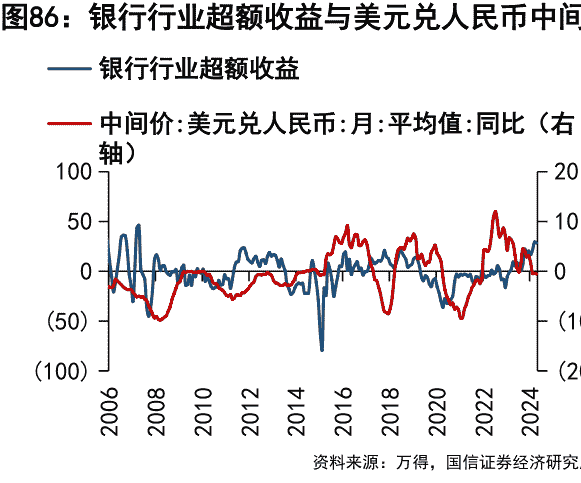 图86：银行行业超额收益与美元兑人民币中间
银行行业超额收益
中间价:美元兑人民币:月:平均值:同比（右
轴）
100 20
50 10
0 0
(50) (10
(100) (20
2006 2008 2010 2012 2014 2016 2018 2020 2022 2024
资料来源：万得，国信证券经济研究